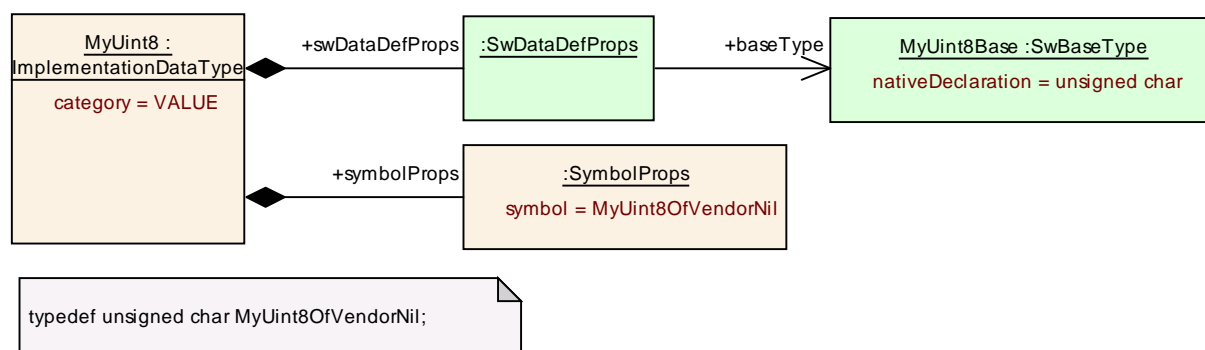 MyUint8 :
ImplementationDataType
category = VALUE
+swDataDefProps
:SwDataDefProps
+baseType
MyUint8Base :SwBaseType
nativeDeclaration = unsigned char
+symbolProps
:SymbolProps
symbol = MyUint8OfVendorNil
typedef unsigned char MyUint8OfVendorNil;